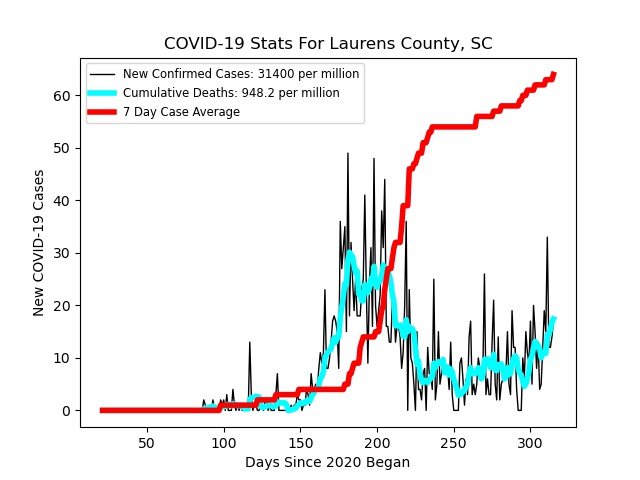 COVID-19 Stats For Laurens County, SC
New Confirmed Cases: 31400 per million
Cumulative Deaths: 948.2 per million
7 Day Case Average
New COVID-19 Cases
60
50
40
30
20
10
0
50 100 150 200 250 300
Days Since 2020 Began